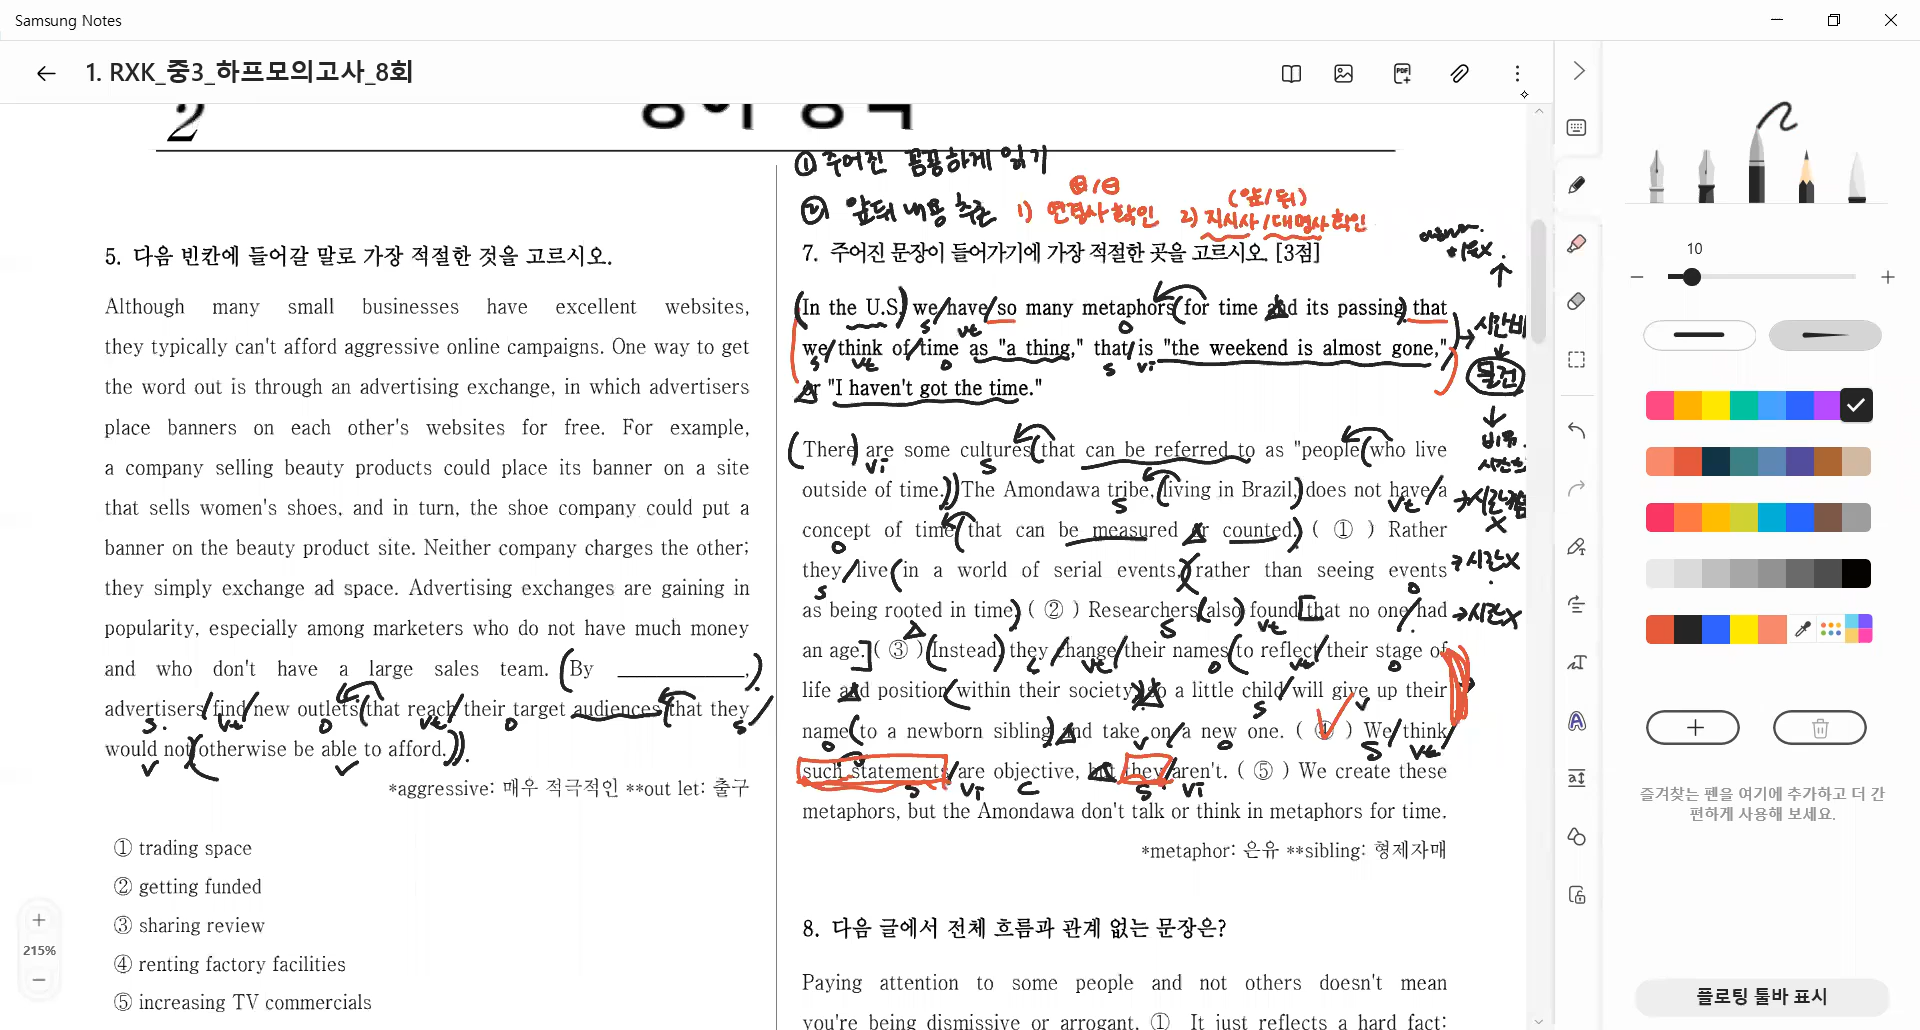 Samsung Notes
1. RXK_중3_하프모의고사_8회
2
① 주어진 꼼꼼하게 읽기
② 앞뒤 내용 추론 1) 연결사 확인 2) 지시사/대명사 확인
⊕/⊖ (앞/뒤)
5. 다음 빈칸에 들어갈 말로 가장 적절한 것을 고르시오.
Although many small businesses have excellent websites,
they typically can't afford aggressive online campaigns. One way to get
the word out is through an advertising exchange, in which advertisers
place banners on each other's websites for free. For example,
a company selling beauty products could place its banner on a site
that sells women's shoes, and in turn, the shoe company could put a
banner on the beauty product site. Neither company charges the other;
they simply exchange ad space. Advertising exchanges are gaining in
popularity, especially among marketers who do not have much money
and who don't have a large sales team. By ____________,
advertisers find new outlets that reach their target audiences that they
would not otherwise be able to afford.
*aggressive: 매우 적극적인 **out let: 출구
① trading space
② getting funded
③ sharing review
④ renting factory facilities
⑤ increasing TV commercials
7. 주어진 문장이 들어가기에 가장 적절한 곳을 고르시오. [3점]
In the U.S. we have so many metaphors for time and its passing that
we think of time as "a thing," that is "the weekend is almost gone,"
or "I haven't got the time."
There are some cultures that can be referred to as "people who live
outside of time. The Amondawa tribe, living in Brazil, does not have a
concept of time that can be measured or counted. ( ① ) Rather
they live in a world of serial events, rather than seeing events
as being rooted in time. ( ② ) Researchers also found that no one had
an age. ( ③ ) Instead, they change their names to reflect their stage of
life and position within their society, so a little child will give up their
name to a newborn sibling and take on a new one. ( ④ ) We think
such statements are objective, but they aren't. ( ⑤ ) We create these
metaphors, but the Amondawa don't talk or think in metaphors for time.
*metaphor: 은유 **sibling: 형제자매
물건
→ 시간X
→ 시간X
8. 다음 글에서 전체 흐름과 관계 없는 문장은?
Paying attention to some people and not others doesn't mean
you're being dismissive or arrogant. ① It just reflects a hard fact:
215%
10
즐겨찾는 펜을 여기에 추가하고 더 간
편하게 사용해 보세요.
플로팅 툴바 표시